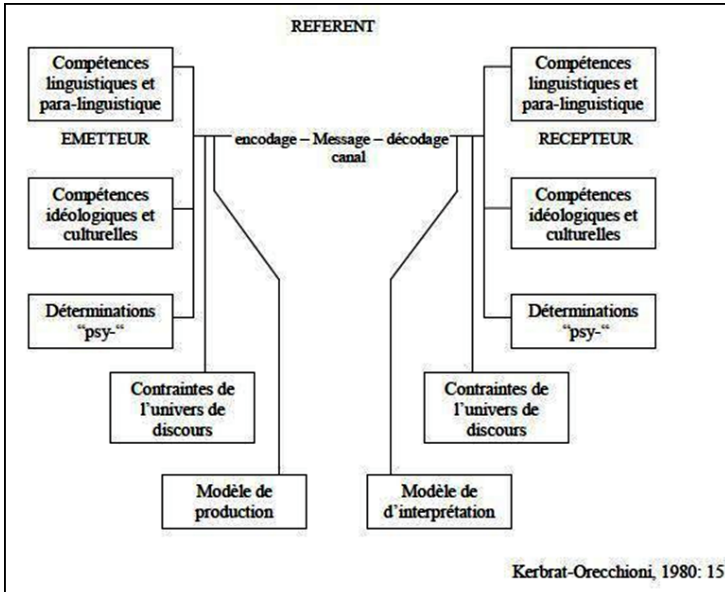 REFERENT
Compétences
linguistiques et
para-linguistique
Compétences
linguistiques et
para-linguistique
EMETTEUR
encodage – Message – décodage
canal
RECEPTEUR
Compétences
idéologiques et
culturelles
Compétences
idéologiques et
culturelles
Déterminations
“psy-“
Déterminations
“psy-“
Contraintes de
l’univers de
discours
Contraintes de
l’univers de
discours
Modèle de
production
Modèle de
d’interprétation
Kerbrat-Orecchioni, 1980: 15